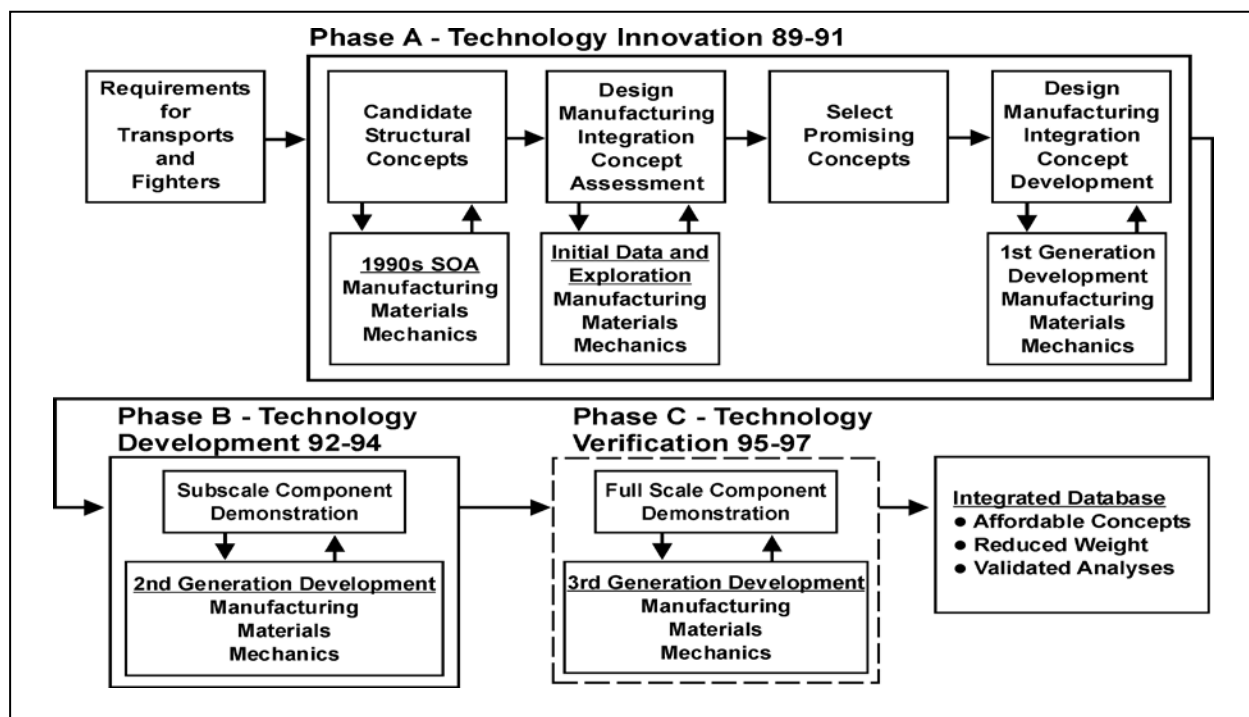 Phase A - Technology Innovation 89-91
Requirements
for
Transports
and
Fighters
Candidate
Structural
Concepts
Design
Manufacturing
Integration
Concept
Assessment
Select
Promising
Concepts
Design
Manufacturing
Integration
Concept
Development
1990s SOA
Manufacturing
Materials
Mechanics
Initial Data and
Exploration
Manufacturing
Materials
Mechanics
1st Generation
Development
Manufacturing
Materials
Mechanics
Phase B - Technology
Development 92-94
Subscale Component
Demonstration
2nd Generation Development
Manufacturing
Materials
Mechanics
Phase C - Technology
Verification 95-97
Full Scale Component
Demonstration
3rd Generation Development
Manufacturing
Materials
Mechanics
Integrated Database
● Affordable Concepts
● Reduced Weight
● Validated Analyses